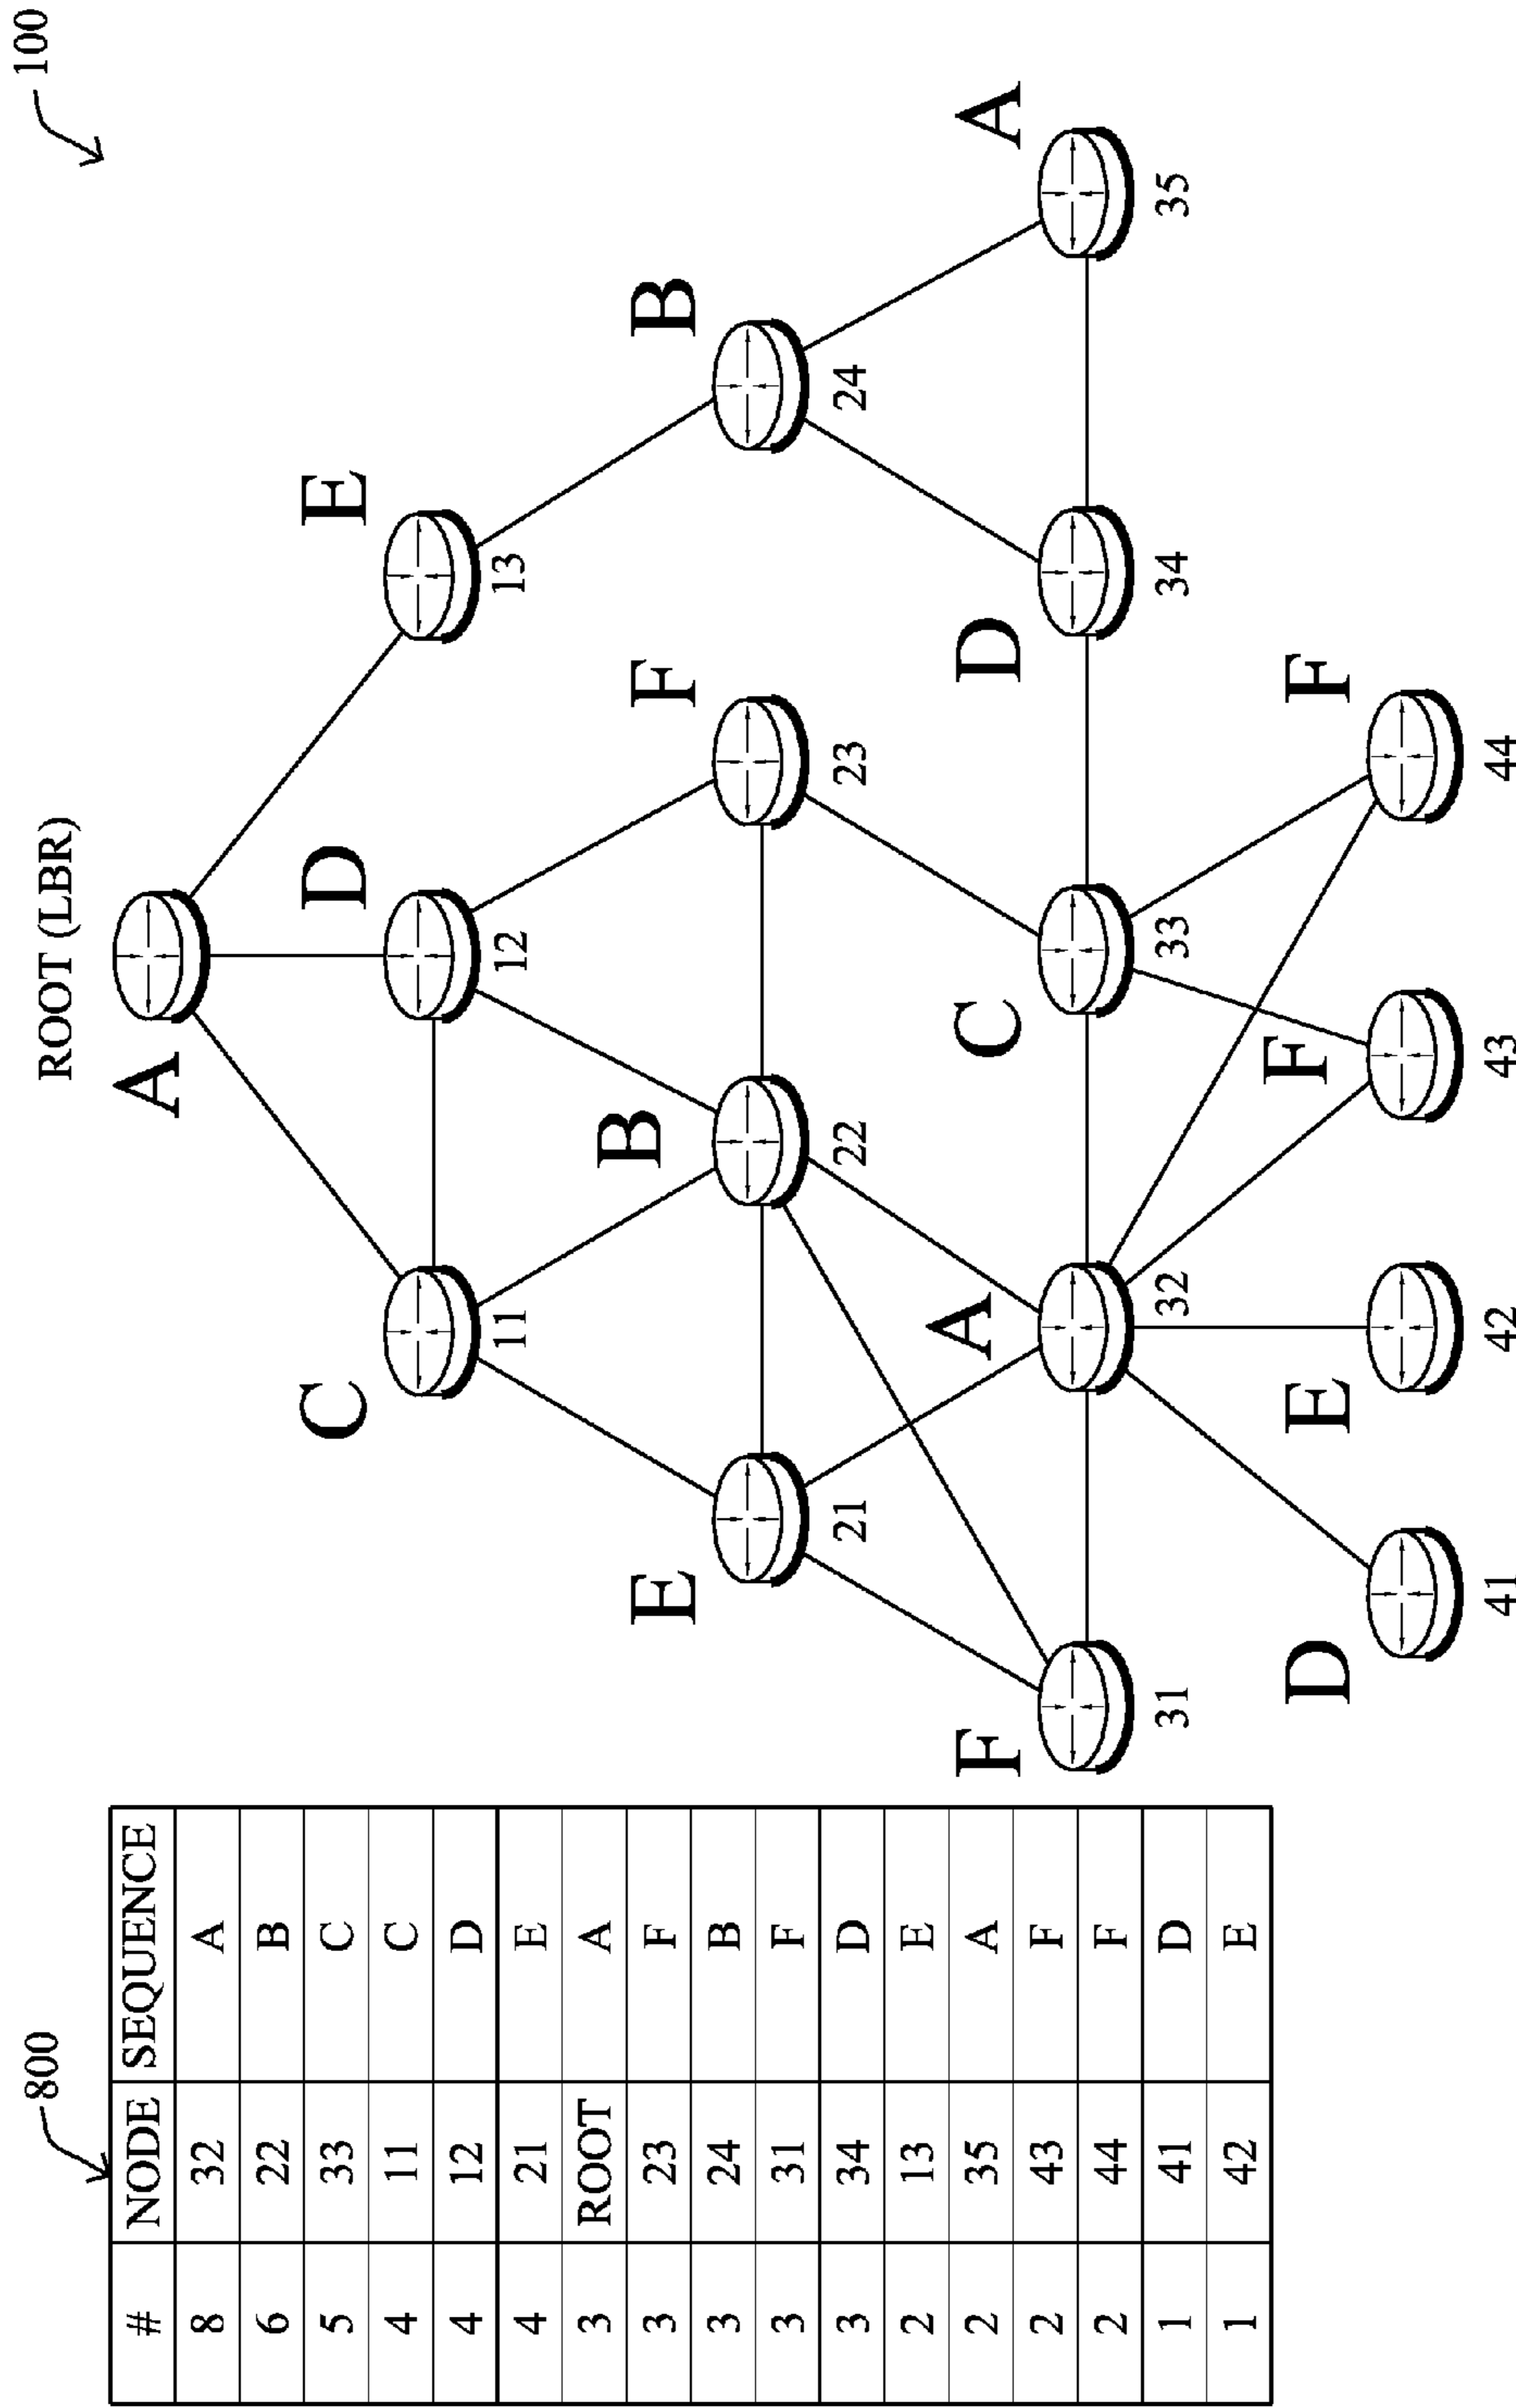 800
# NODE SEQUENCE
8 32 A
6 22 B
5 33 C
4 11 C
4 12 D
4 21 E
3 ROOT A
3 23 F
3 24 B
3 31 F
3 34 D
2 13 E
2 35 A
2 43 F
2 44 F
1 41 D
1 42 E
100
ROOT (LBR)
A
C D E
11 12 13
E B F B
21 22 23 24
F A C D A
31 32 33 34 35
D E F F
41 42 43 44